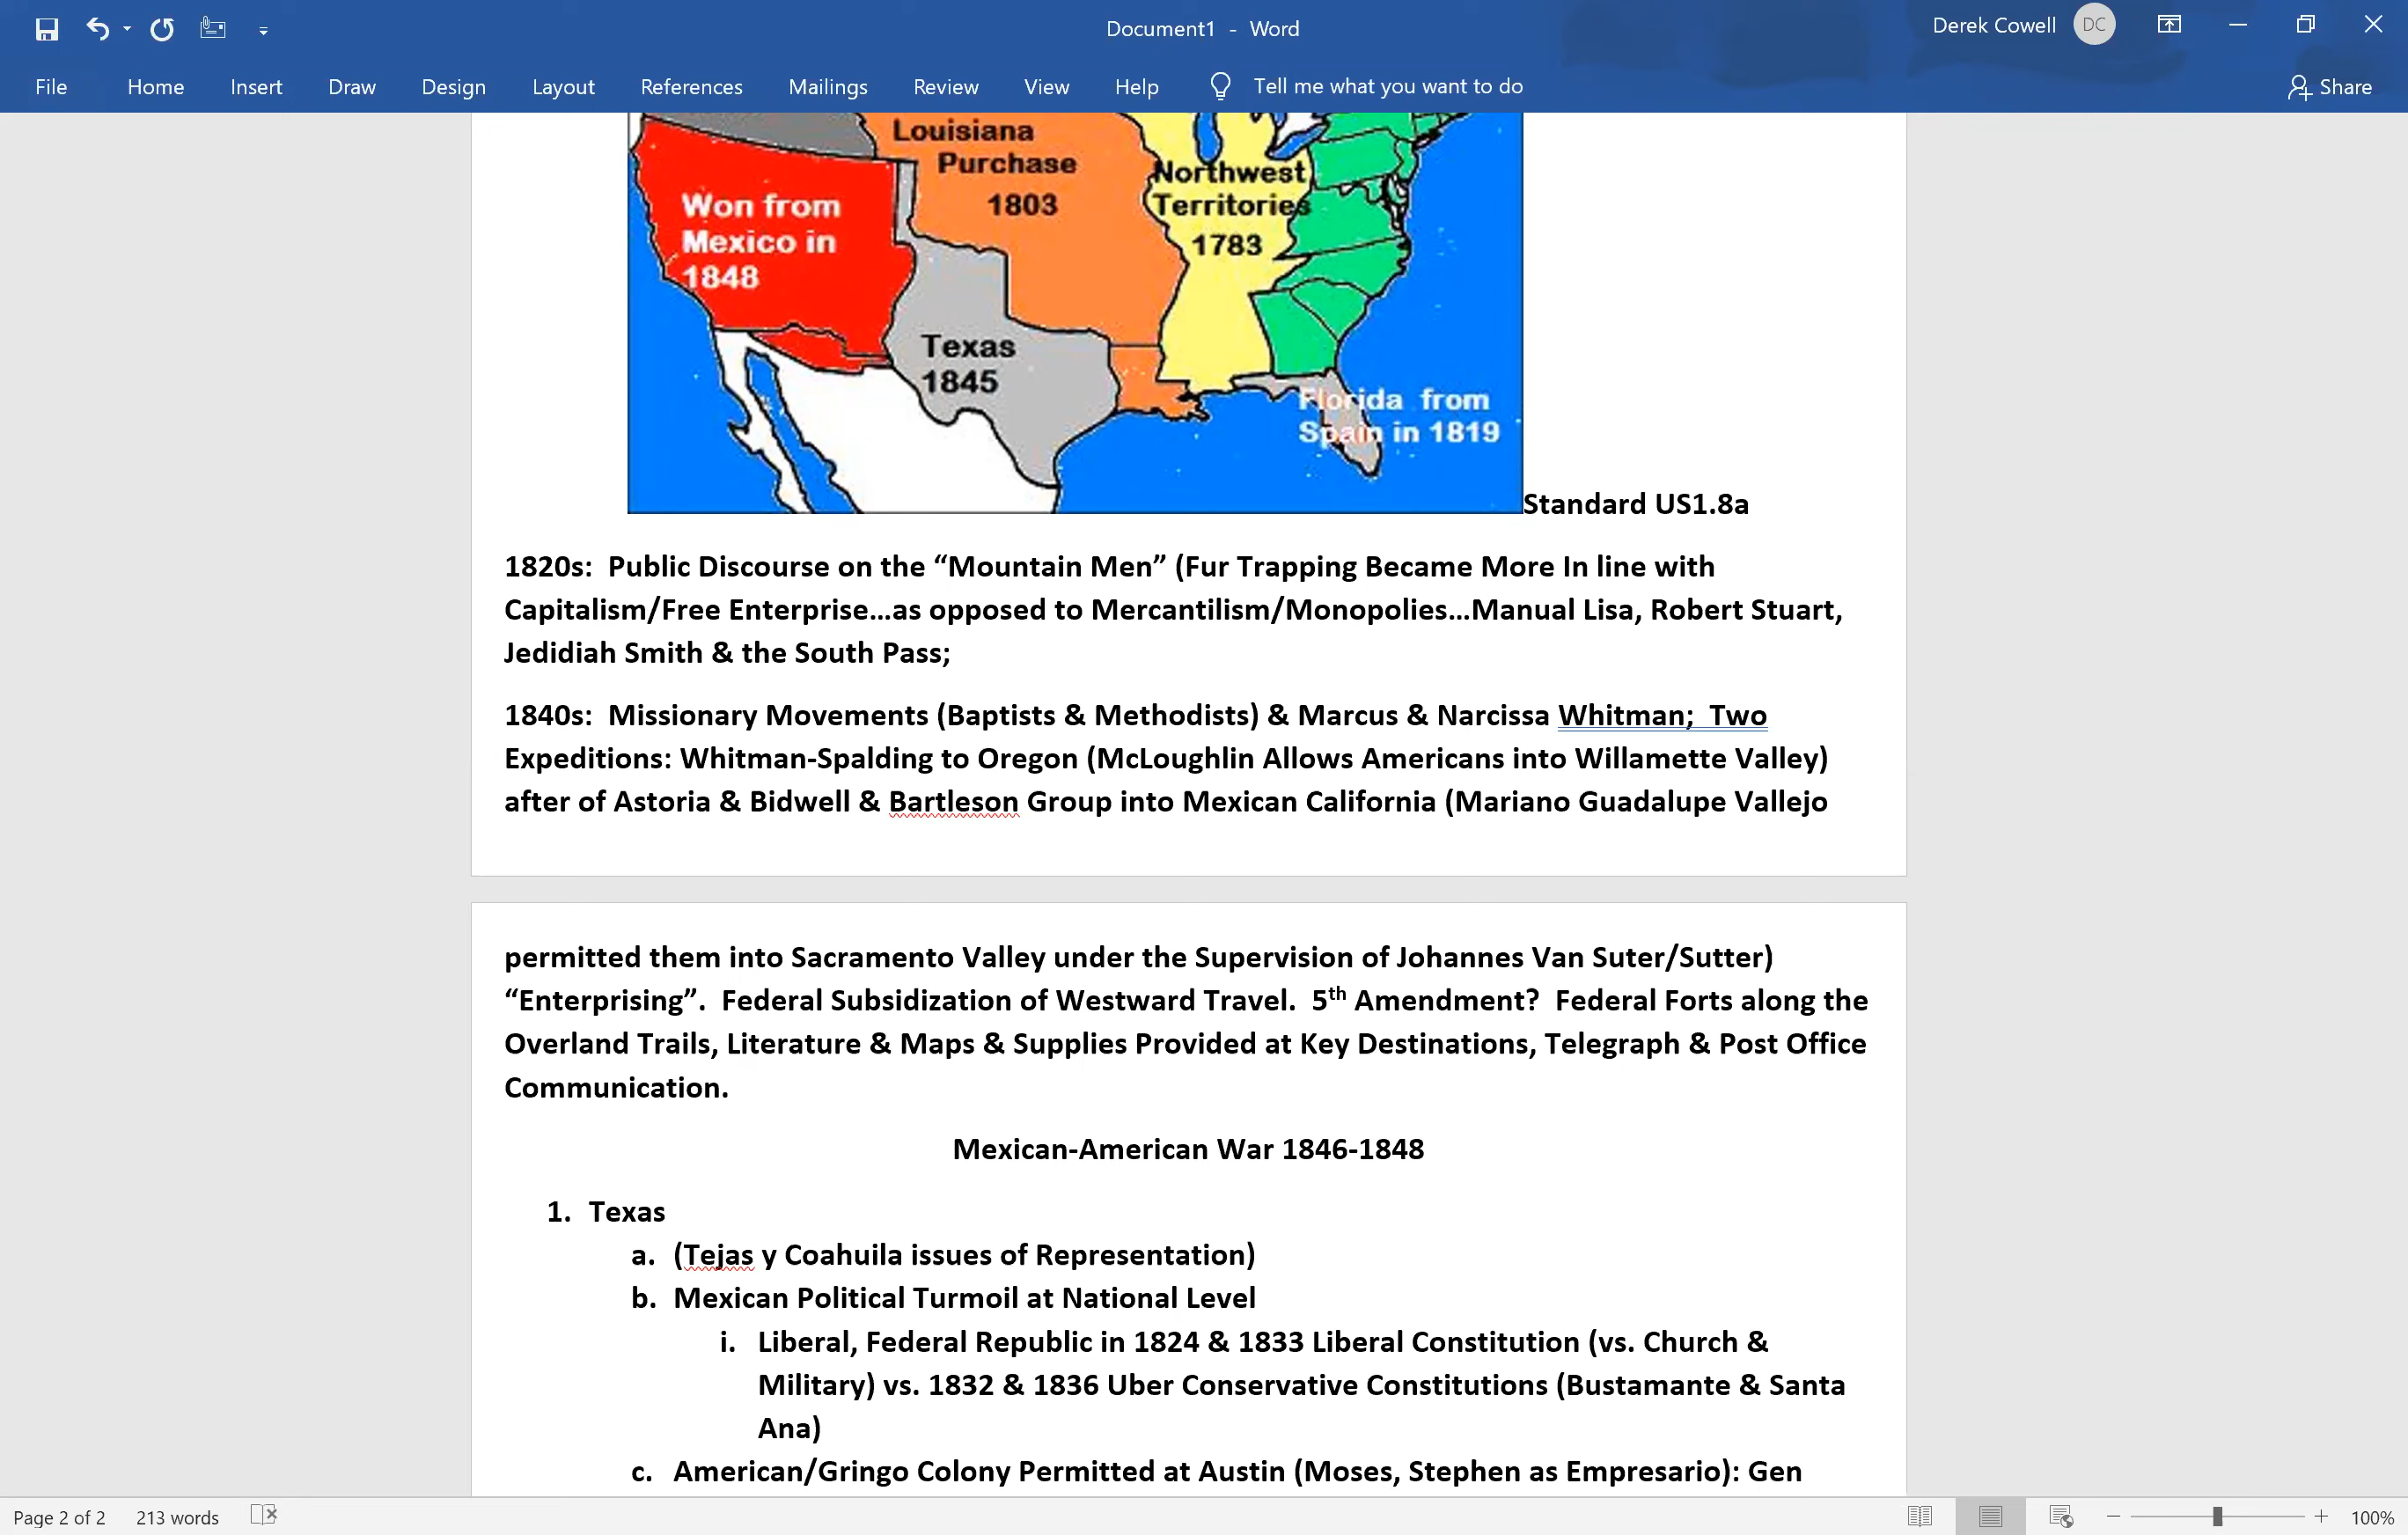 Document1 - Word
Derek Cowell
DC
File Home Insert Draw Design Layout References Mailings Review View Help Tell me what you want to do
Share
Louisiana
Purchase
1803
Northwest
Territories
1783
Won from
Mexico in
1848
Texas
1845
Florida from
Spain in 1819
Standard US1.8a
1820s:  Public Discourse on the “Mountain Men” (Fur Trapping Became More In line with
Capitalism/Free Enterprise…as opposed to Mercantilism/Monopolies…Manual Lisa, Robert Stuart,
Jedidiah Smith & the South Pass;
1840s:  Missionary Movements (Baptists & Methodists) & Marcus & Narcissa Whitman;  Two
Expeditions: Whitman-Spalding to Oregon (McLoughlin Allows Americans into Willamette Valley)
after of Astoria & Bidwell & Bartleson Group into Mexican California (Mariano Guadalupe Vallejo
permitted them into Sacramento Valley under the Supervision of Johannes Van Suter/Sutter)
“Enterprising”.  Federal Subsidization of Westward Travel.  5th Amendment?  Federal Forts along the
Overland Trails, Literature & Maps & Supplies Provided at Key Destinations, Telegraph & Post Office
Communication.
Mexican-American War 1846-1848
1. Texas
a. (Tejas y Coahuila issues of Representation)
b. Mexican Political Turmoil at National Level
i. Liberal, Federal Republic in 1824 & 1833 Liberal Constitution (vs. Church &
Military) vs. 1832 & 1836 Uber Conservative Constitutions (Bustamante & Santa
Ana)
c. American/Gringo Colony Permitted at Austin (Moses, Stephen as Empresario): Gen
Page 2 of 2 213 words
100%